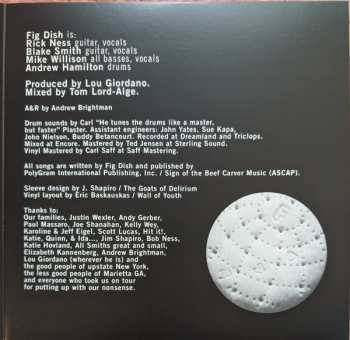 Fig Dish is:
Rick Ness guitar, vocals
Blake Smith guitar, vocals
Mike Willison all basses, vocals
Andrew Hamilton drums
Produced by Lou Giordano.
Mixed by Tom Lord-Alge.
A&R by Andrew Brightman
Drum sounds by Carl "He tunes the drums like a master,
but faster" Plaster. Assistant engineers: John Yates, Sue Kapa,
John Nielson, Buddy Betancourt. Recorded at Dreamland and Triclops.
Mixed at Encore. Mastered by Ted Jensen at Sterling Sound.
Vinyl Mastered by Carl Saff at Saff Mastering.
All songs are written by Fig Dish and published by
PolyGram International Publishing, Inc. / Sign of the Beef Carver Music (ASCAP).
Sleeve design by J. Shapiro / The Goats of Delirium
Vinyl layout by Eric Baskauskas / Wall of Youth
Thanks to:
Our families, Justin Wexler, Andy Gerber,
Paul Massaro, Joe Shanahan, Kelly Wey,
Karoline & Jeff Eigel, Scott Lucas, Hit it!,
Katie, Quinn, & Ida..., Jim Shapiro, Bob Ness,
Katie Hovland, All Smiths great and small,
Elizabeth Kannenberg, Andrew Brightman,
Lou Giordano (wherever he is) and
the good people of upstate New York,
the less good people of Marietta GA,
and everyone who took us on tour
for putting up with our nonsense.